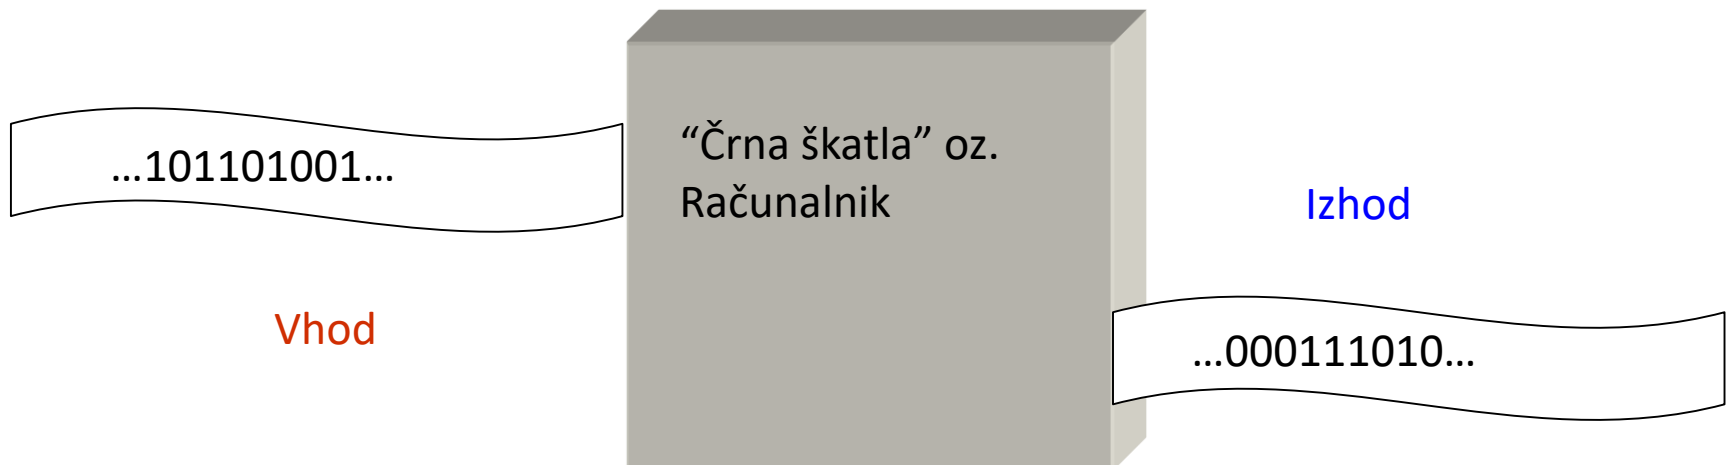 …101101001…
“Črna škatla” oz.
Računalnik
Izhod
Vhod
…000111010…